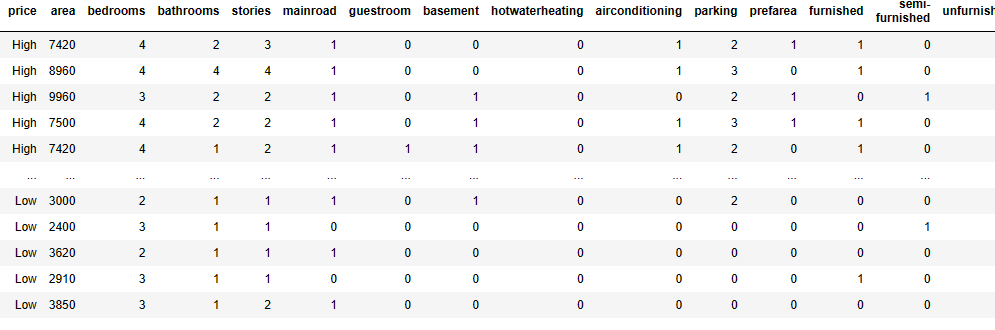 price area bedrooms bathrooms stories mainroad guestroom basement hotwaterheating airconditioning parking prefarea furnished semi-furnished
High 7420 4 2 3 1 0 0 0 1 2 1 1 0
High 8960 4 4 4 1 0 0 0 1 3 0 1 0
High 9960 3 2 2 1 0 1 0 0 2 1 0 1
High 7500 4 2 2 1 0 1 0 1 3 1 1 0
High 7420 4 1 2 1 1 1 0 1 2 0 1 0
... ... ... ... ... ... ... ... ... ... ... ... ... ...
Low 3000 2 1 1 1 0 1 0 0 2 0 0 0
Low 2400 3 1 1 0 0 0 0 0 0 0 0 1
Low 3620 2 1 1 1 0 0 0 0 0 0 0 0
Low 2910 3 1 1 0 0 0 0 0 0 0 1 0
Low 3850 3 1 2 1 0 0 0 0 0 0 0 0